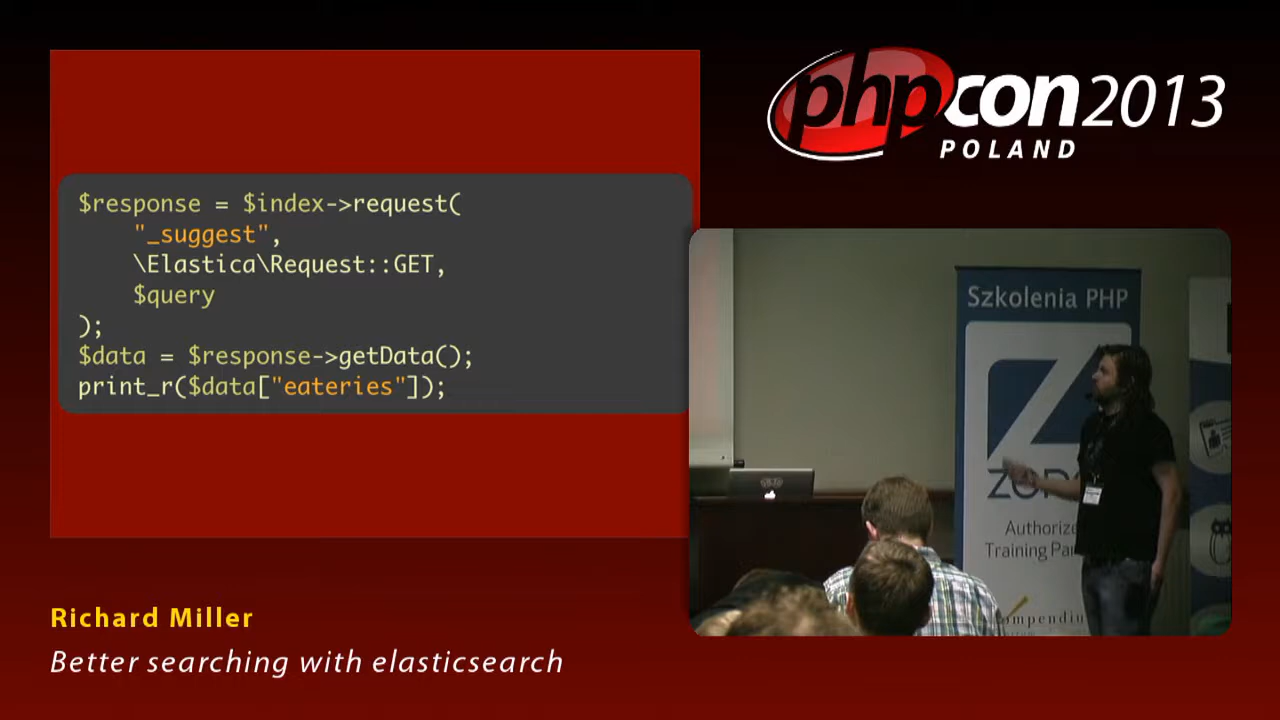 phpcon2013
POLAND
$response = $index->request(
    "_suggest",
    \Elastica\Request::GET,
    $query
);
$data = $response->getData();
print_r($data["eateries"]);
Szkolenia PHP
Authorize
Training Pa
Richard Miller
Better searching with elasticsearch